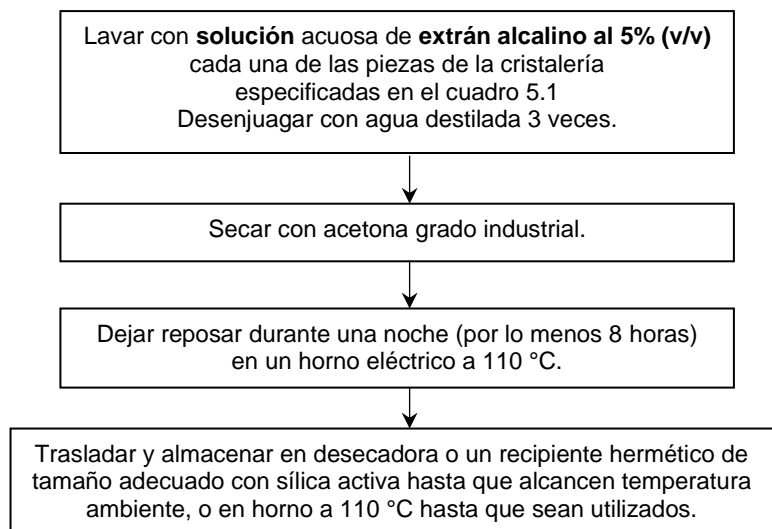 Lavar con solución acuosa de extrán alcalino al 5% (v/v)
cada una de las piezas de la cristalería
especificadas en el cuadro 5.1
Desenjuagar con agua destilada 3 veces.
Secar con acetona grado industrial.
Dejar reposar durante una noche (por lo menos 8 horas)
en un horno eléctrico a 110 °C.
Trasladar y almacenar en desecadora o un recipiente hermético de
tamaño adecuado con sílica activa hasta que alcancen temperatura
ambiente, o en horno a 110 °C hasta que sean utilizados.